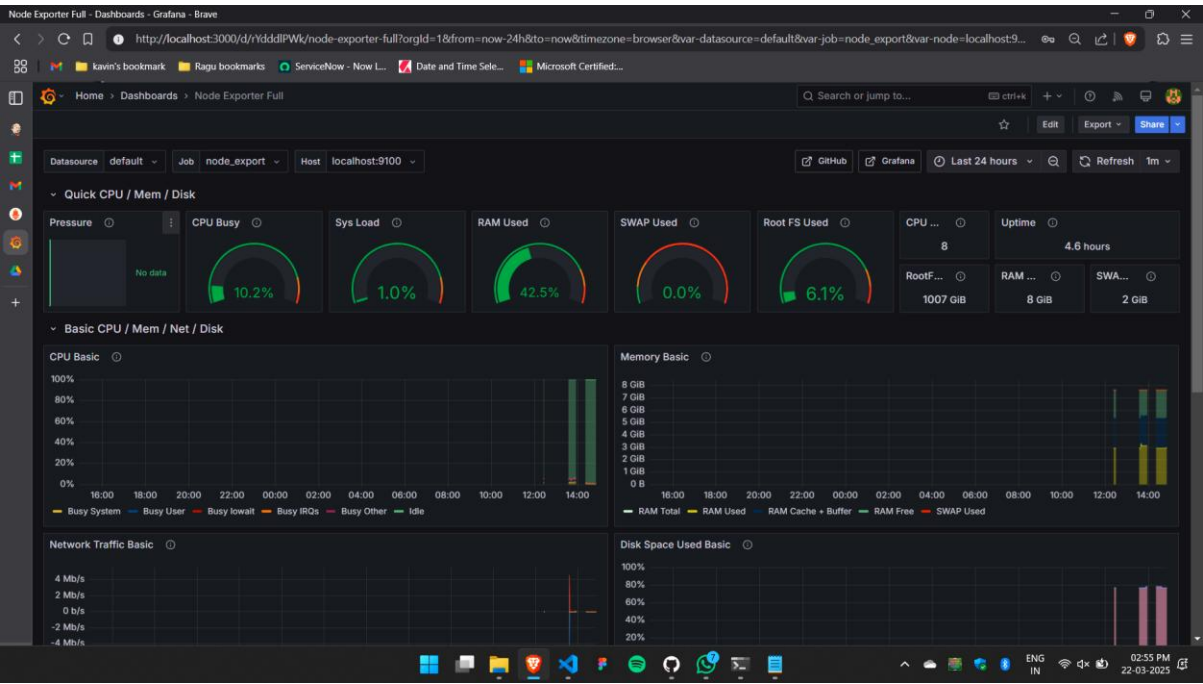 Node Exporter Full - Dashboards - Grafana - Brave
http://localhost:3000/d/rYdddlPWk/node-exporter-full?orgId=1&from=now-24h&to=now&timezone=browser&var-datasource=default&var-job=node_export&var-node=localhost:9...
kavin's bookmark Ragu bookmarks ServiceNow - Now L... Date and Time Sele... Microsoft Certified:...
Home › Dashboards › Node Exporter Full
Search or jump to... ctrl+k
Edit Export Share
Datasource default Job node_export Host localhost:9100 GitHub Grafana Last 24 hours Refresh 1m
Quick CPU / Mem / Disk
Pressure CPU Busy Sys Load RAM Used SWAP Used Root FS Used CPU ... Uptime
8 4.6 hours
No data 10.2% 1.0% 42.5% 0.0% 6.1%
RootF... RAM ... SWA...
1007 GiB 8 GiB 2 GiB
Basic CPU / Mem / Net / Disk
CPU Basic
100%
80%
60%
40%
20%
0%
16:00 18:00 20:00 22:00 00:00 02:00 04:00 06:00 08:00 10:00 12:00 14:00
Busy System Busy User Busy Iowait Busy IRQs Busy Other Idle
Memory Basic
8 GiB
7 GiB
6 GiB
5 GiB
4 GiB
3 GiB
2 GiB
1 GiB
0 B
16:00 18:00 20:00 22:00 00:00 02:00 04:00 06:00 08:00 10:00 12:00 14:00
RAM Total RAM Used RAM Cache + Buffer RAM Free SWAP Used
Network Traffic Basic
4 Mb/s
2 Mb/s
0 b/s
-2 Mb/s
-4 Mb/s
Disk Space Used Basic
100%
80%
60%
40%
20%
7
ENG
IN
02:55 PM
22-03-2025